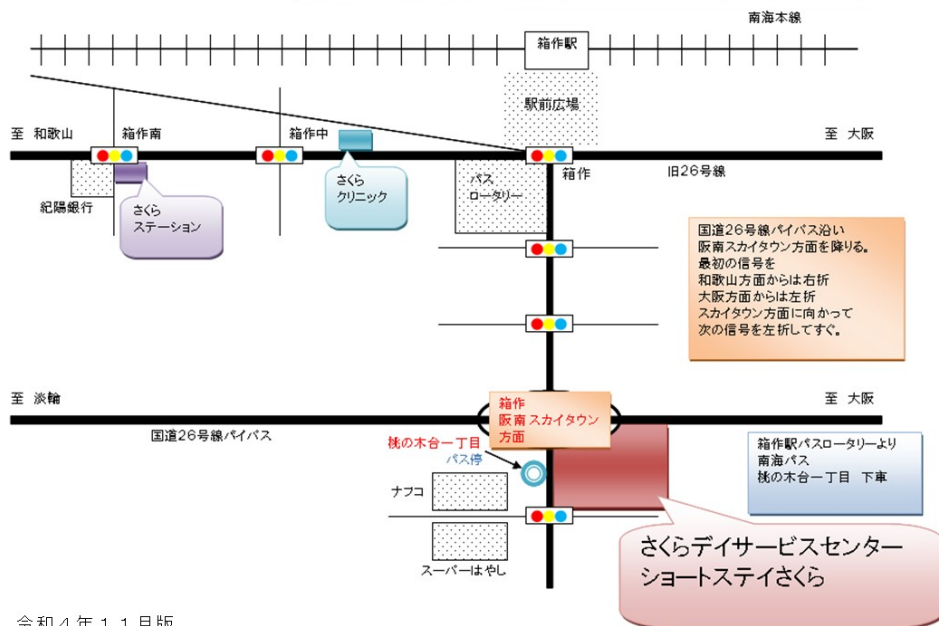 南海本線
箱作駅
駅前広場
至 和歌山
箱作南
箱作中
至 大阪
箱作
旧26号線
紀陽銀行
さくら
ステーション
さくら
クリニック
バス
ロータリー
国道26号線バイパス沿い
阪南スカイタウン方面を降りる。
最初の信号を
和歌山方面からは右折
大阪方面からは左折
スカイタウン方面に向かって
次の信号を左折してすぐ。
至 淡輪
箱作
阪南スカイタウン
方面
至 大阪
国道26号線バイパス
桃の木台一丁目
バス停
箱作駅バスロータリーより
南海バス
桃の木台一丁目 下車
ナフコ
スーパーはやし
さくらデイサービスセンター
ショートステイさくら
令和4年11月版